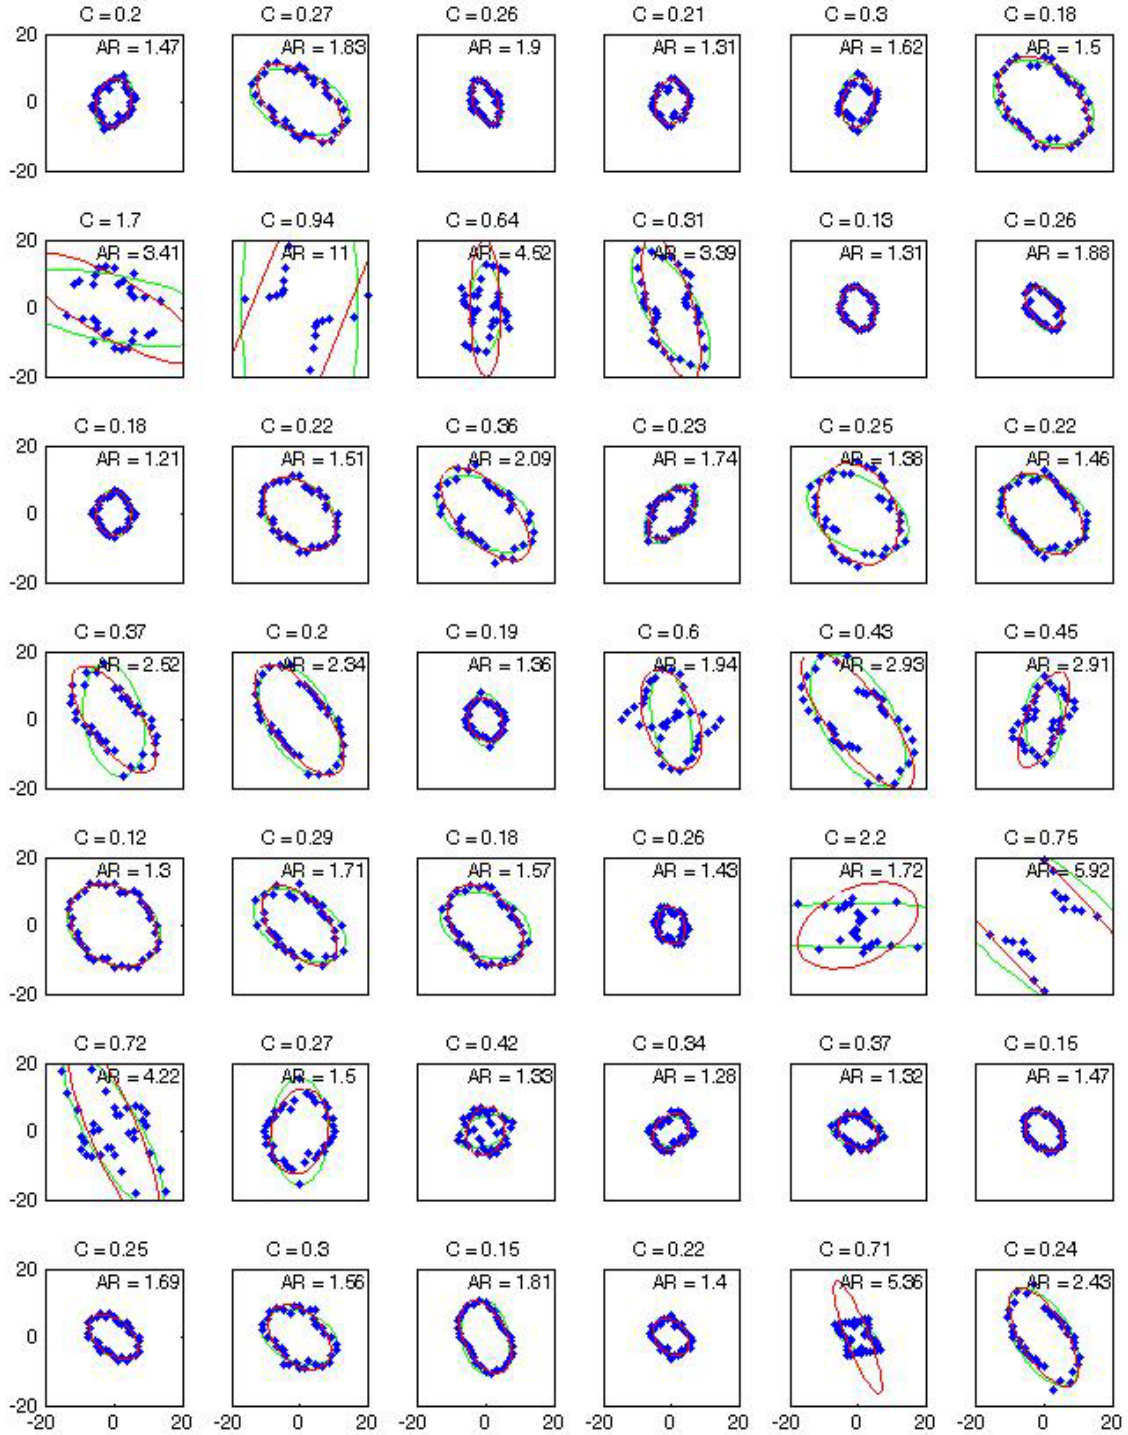 C = 0.2 C = 0.27 C = 0.26 C = 0.21 C = 0.3 C = 0.18
20 AR = 1.47 AR = 1.83 AR = 1.9 AR = 1.31 AR = 1.62 AR = 1.5
0
-20
C = 1.7 C = 0.94 C = 0.64 C = 0.31 C = 0.13 C = 0.26
20 AR = 3.41 AR = 11 AR = 4.52 AR = 3.39 AR = 1.31 AR = 1.88
0
-20
C = 0.18 C = 0.22 C = 0.36 C = 0.23 C = 0.25 C = 0.22
20 AR = 1.21 AR = 1.51 AR = 2.09 AR = 1.74 AR = 1.38 AR = 1.46
0
-20
C = 0.37 C = 0.2 C = 0.19 C = 0.6 C = 0.43 C = 0.45
20 AR = 2.52 AR = 2.34 AR = 1.36 AR = 1.94 AR = 2.93 AR = 2.91
0
-20
C = 0.12 C = 0.29 C = 0.18 C = 0.26 C = 2.2 C = 0.75
20 AR = 1.3 AR = 1.71 AR = 1.57 AR = 1.43 AR = 1.72 AR = 5.92
0
-20
C = 0.72 C = 0.27 C = 0.42 C = 0.34 C = 0.37 C = 0.15
20 AR = 4.22 AR = 1.5 AR = 1.33 AR = 1.28 AR = 1.32 AR = 1.47
0
-20
C = 0.25 C = 0.3 C = 0.15 C = 0.22 C = 0.71 C = 0.24
20 AR = 1.69 AR = 1.56 AR = 1.81 AR = 1.4 AR = 5.36 AR = 2.43
0
-20
-20 0 20 -20 0 20 -20 0 20 -20 0 20 -20 0 20 -20 0 20